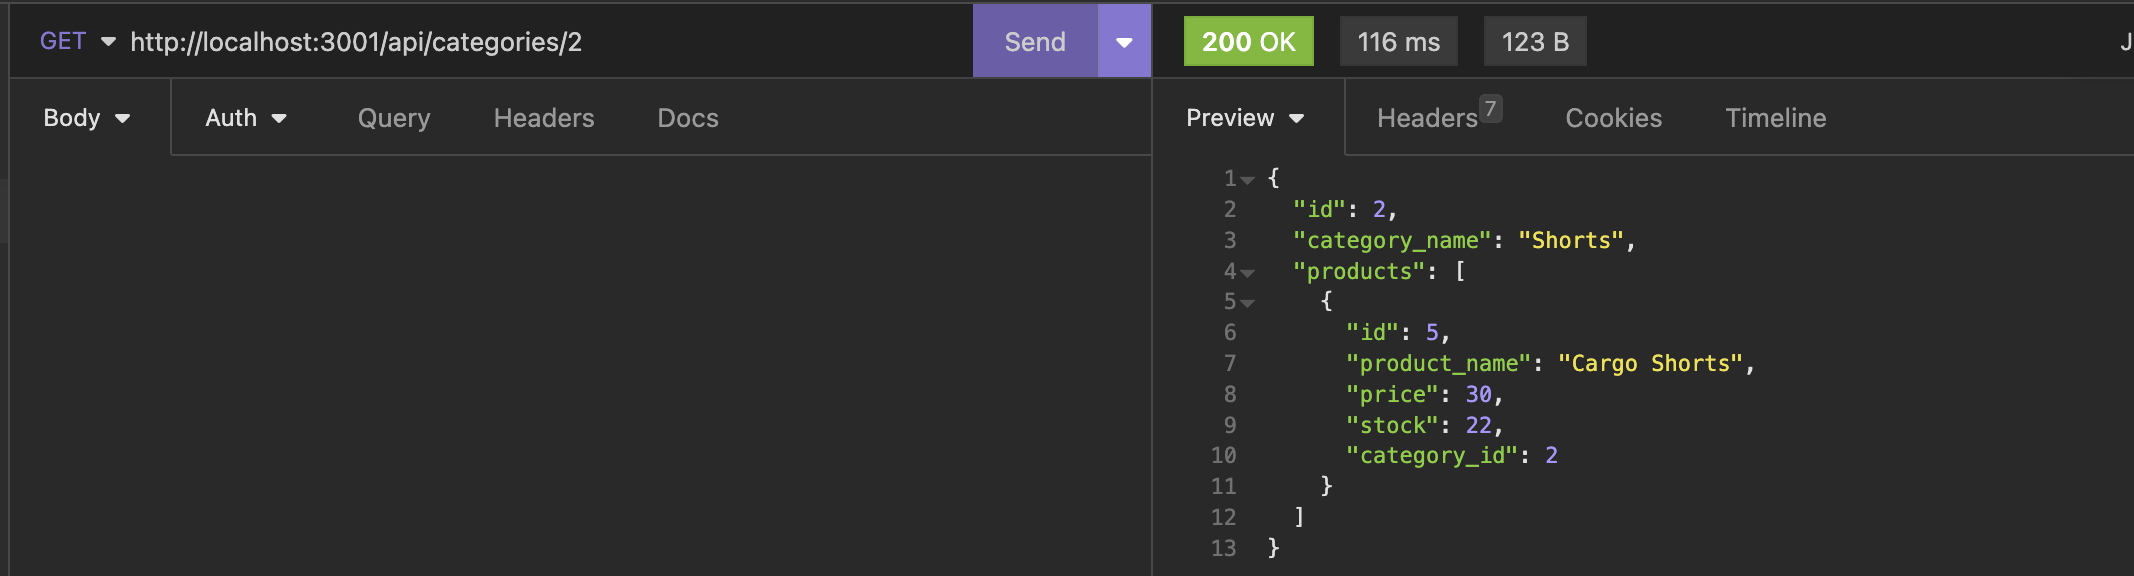 GET http://localhost:3001/api/categories/2 Send 200 OK 116 ms 123 B J
Body Auth Query Headers Docs Preview Headers 7 Cookies Timeline
1 {
2 "id": 2,
3 "category_name": "Shorts",
4 "products": [
5 {
6 "id": 5,
7 "product_name": "Cargo Shorts",
8 "price": 30,
9 "stock": 22,
10 "category_id": 2
11 }
12 ]
13 }